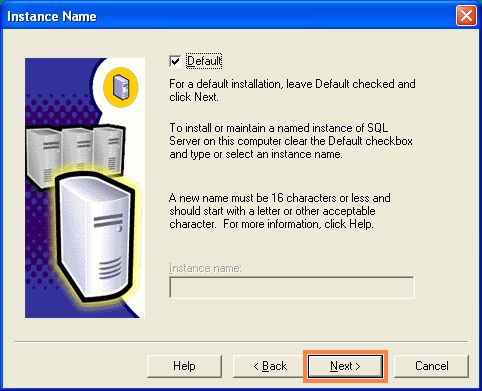 Instance Name
Default
For a default installation, leave Default checked and
click Next.
To install or maintain a named instance of SQL
Server on this computer clear the Default checkbox
and type or select an instance name.
A new name must be 16 characters or less and
should start with a letter or other acceptable
character.  For more information, click Help.
Instance name:
Help
< Back
Next >
Cancel